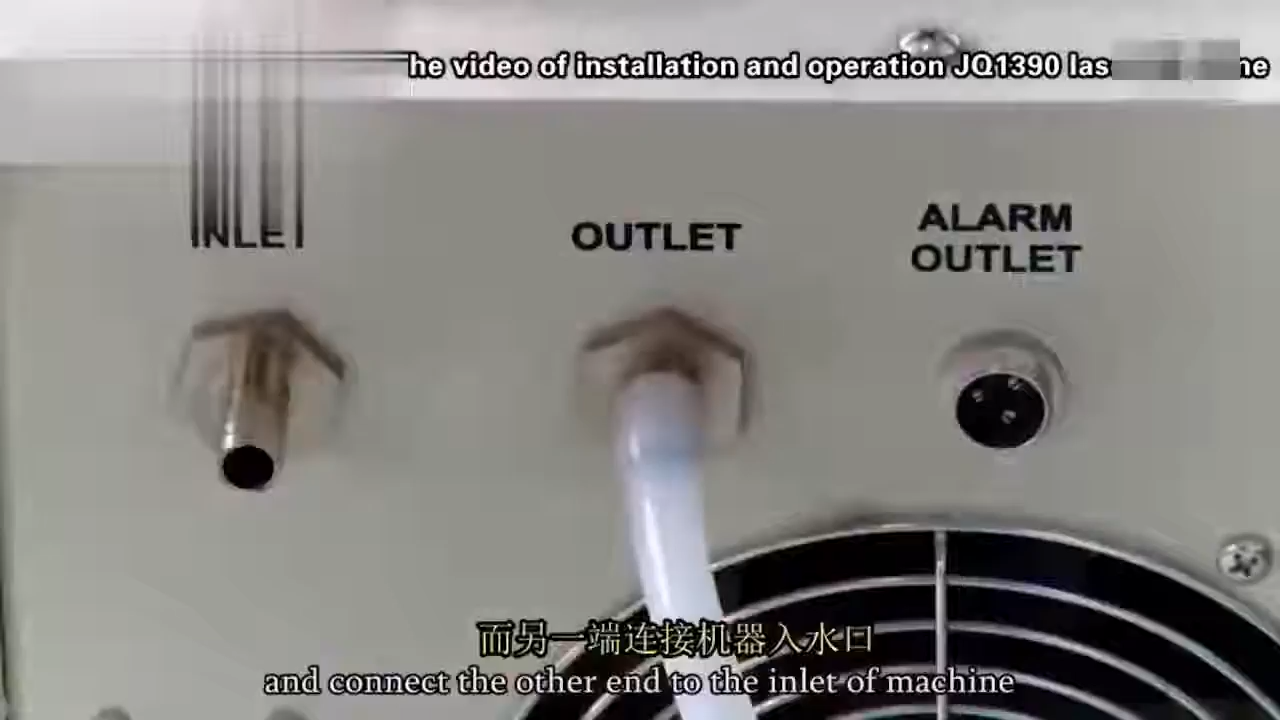 he video of installation and operation JQ1390 las
INLET
OUTLET
ALARM
OUTLET
而另一端连接机器入水口
and connect the other end to the inlet of machine